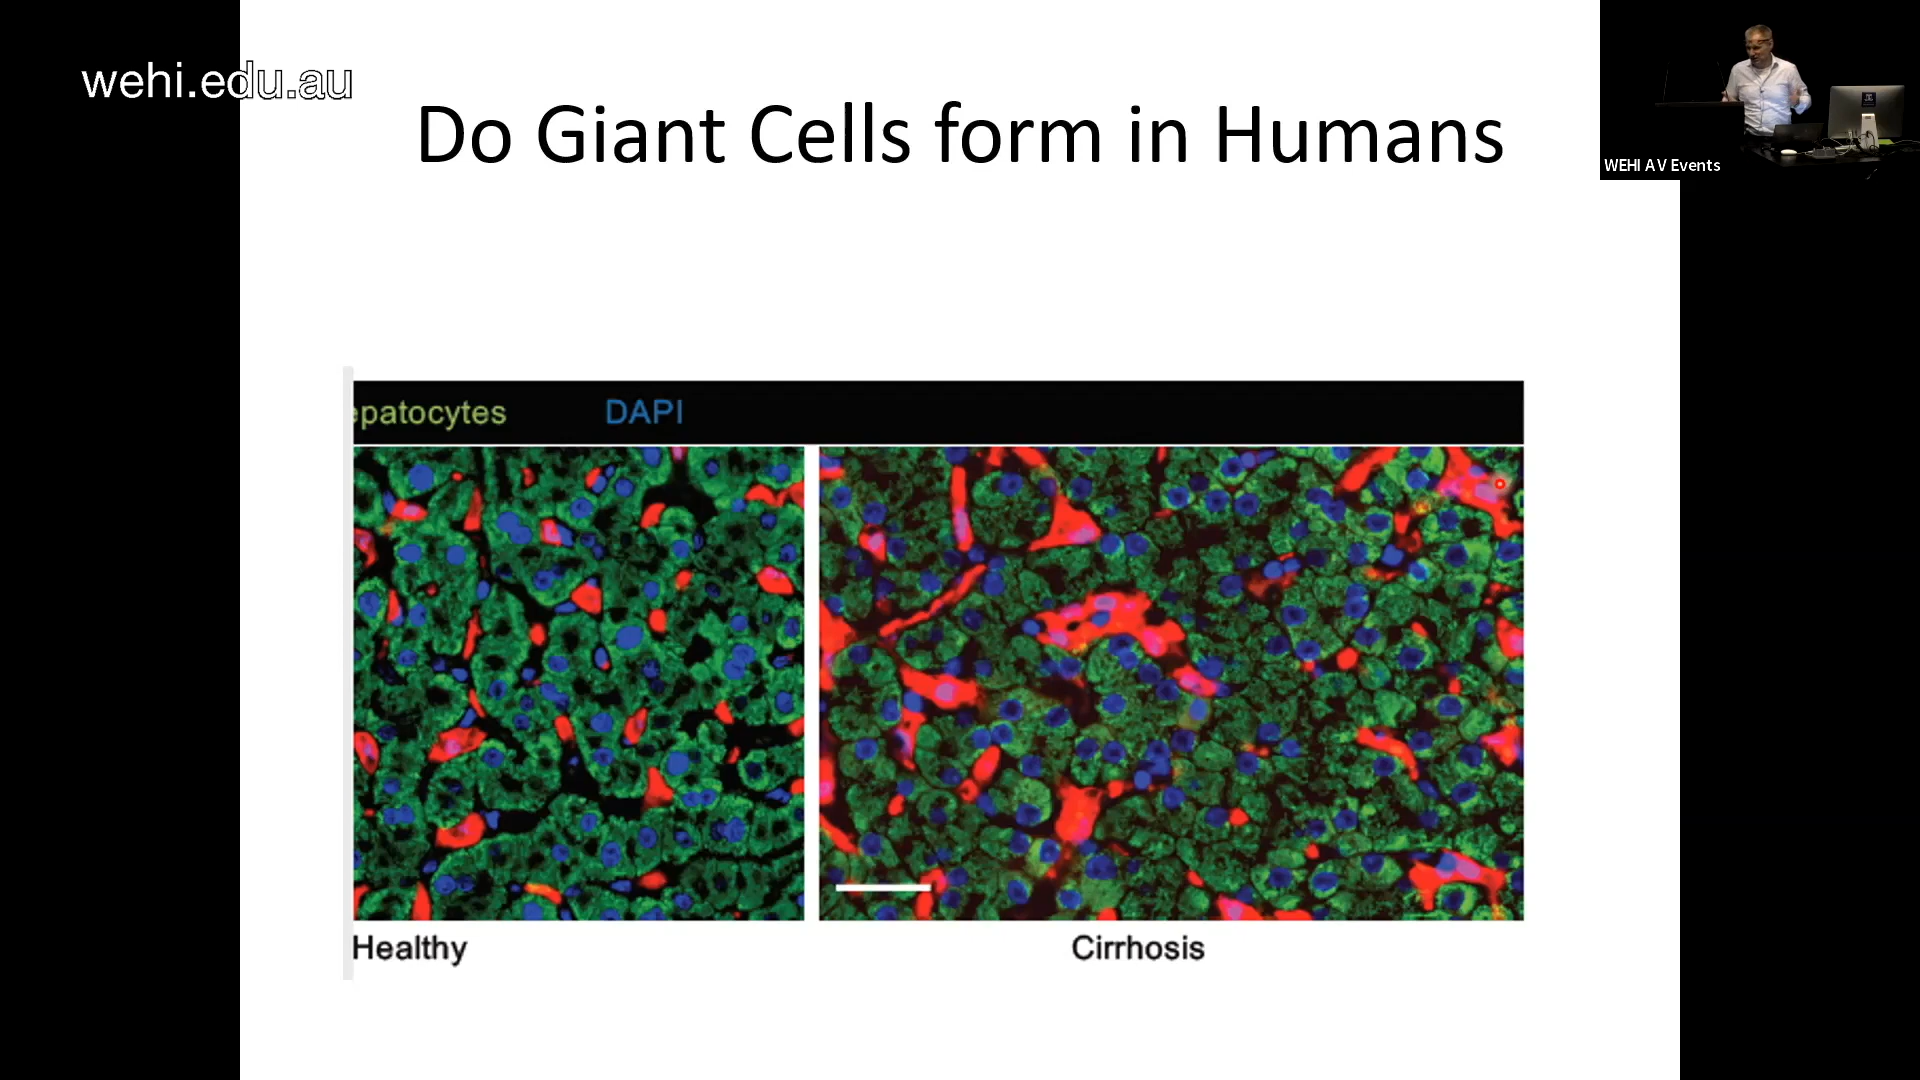 wehi.edu.au
Do Giant Cells form in Humans
WEHI AV Events
epatocytes DAPI
Healthy
Cirrhosis